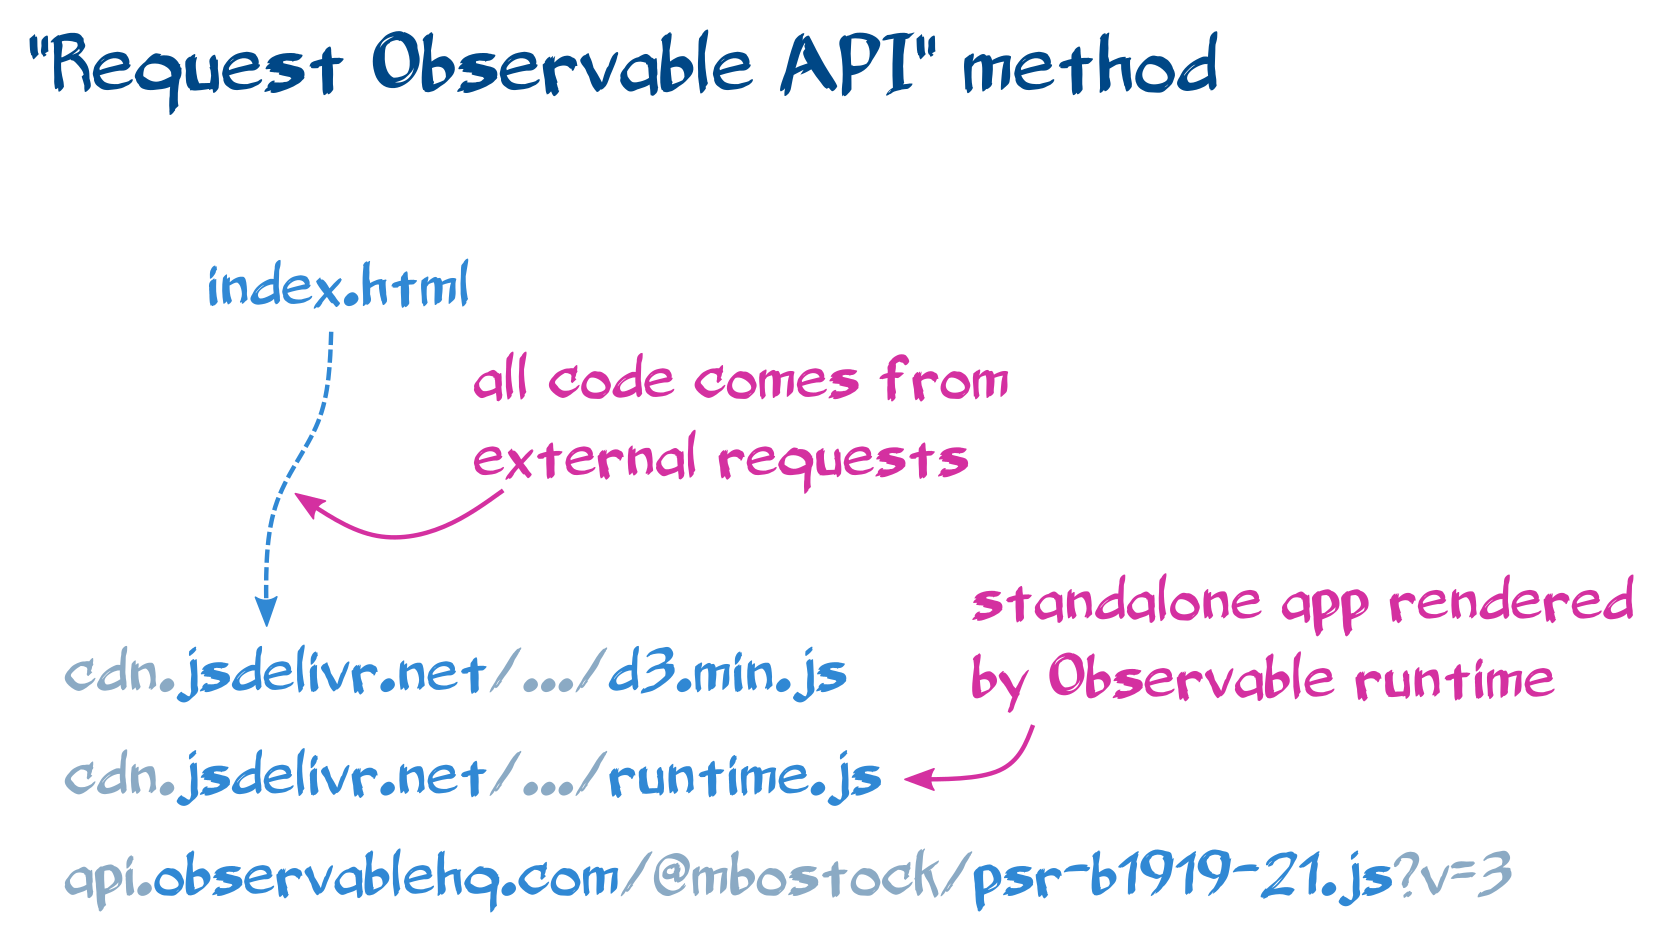 "Request Observable API" method
index.html
all code comes from
external requests
standalone app rendered
by Observable runtime
cdn.jsdelivr.net/.../d3.min.js
cdn.jsdelivr.net/.../runtime.js
api.observablehq.com/@mbostock/psr-b1919-21.js?v=3